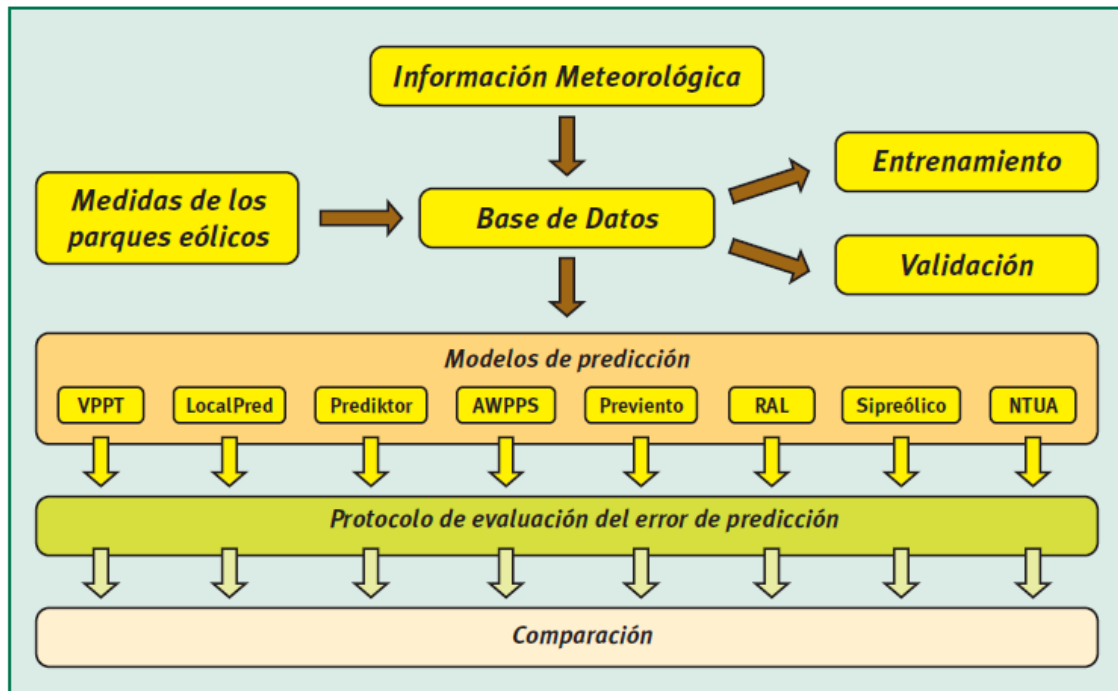 Información Meteorológica
Medidas de los
parques eólicos
Base de Datos
Entrenamiento
Validación
Modelos de predicción
VPPT
LocalPred
Prediktor
AWPPS
Previento
RAL
Sipreólico
NTUA
Protocolo de evaluación del error de predicción
Comparación